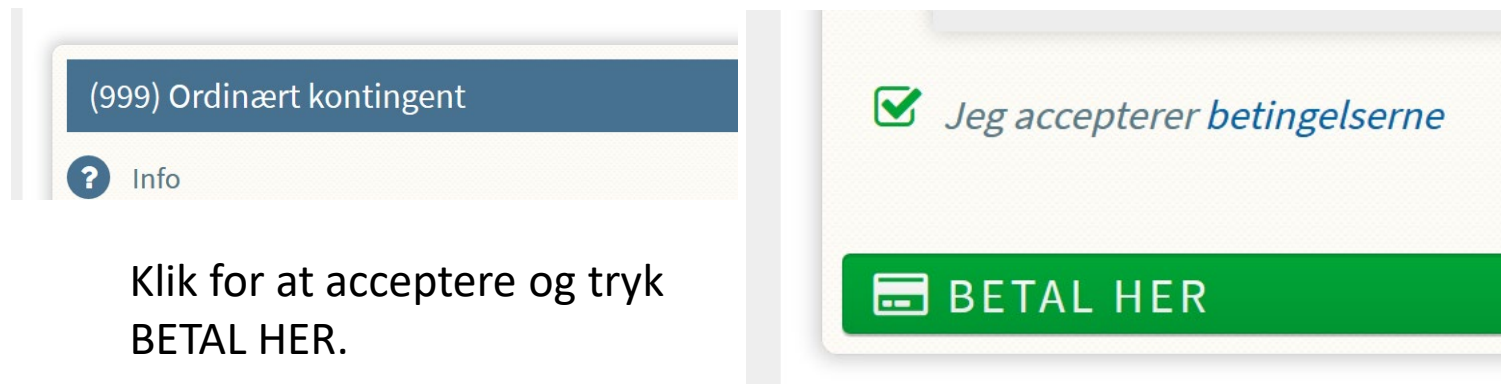 (999) Ordinært kontingent
? Info
Klik for at acceptere og tryk
BETAL HER.
Jeg accepterer betingelserne
BETAL HER